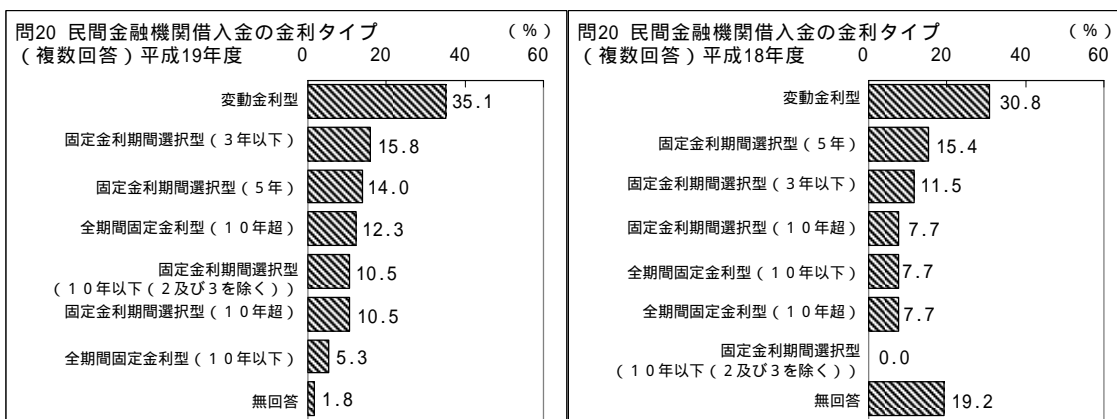 問20 民間金融機関借入金の金利タイプ (%)
(複数回答)平成19年度 0 20 40 60
変動金利型 35.1
固定金利期間選択型(3年以下) 15.8
固定金利期間選択型(5年) 14.0
全期間固定金利型(10年超) 12.3
固定金利期間選択型
(10年以下(2及び3を除く)) 10.5
固定金利期間選択型(10年超) 10.5
全期間固定金利型(10年以下) 5.3
無回答 1.8
問20 民間金融機関借入金の金利タイプ (%)
(複数回答)平成18年度 0 20 40 60
変動金利型 30.8
固定金利期間選択型(5年) 15.4
固定金利期間選択型(3年以下) 11.5
固定金利期間選択型(10年超) 7.7
全期間固定金利型(10年以下) 7.7
全期間固定金利型(10年超) 7.7
固定金利期間選択型
(10年以下(2及び3を除く)) 0.0
無回答 19.2